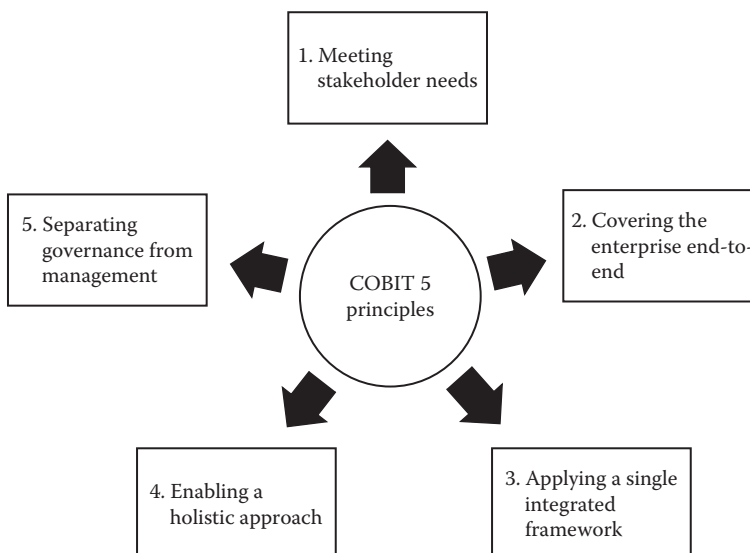 1. Meeting
stakeholder needs
5. Separating
governance from
management
2. Covering the
enterprise end-to-
end
COBIT 5
principles
4. Enabling a
holistic approach
3. Applying a single
integrated
framework